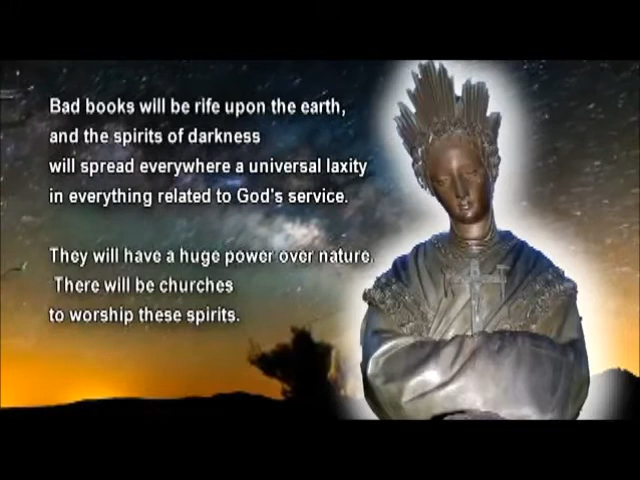 Bad books will be rife upon the earth,
and the spirits of darkness
will spread everywhere a universal laxity
in everything related to God's service.
They will have a huge power over nature.
There will be churches
to worship these spirits.